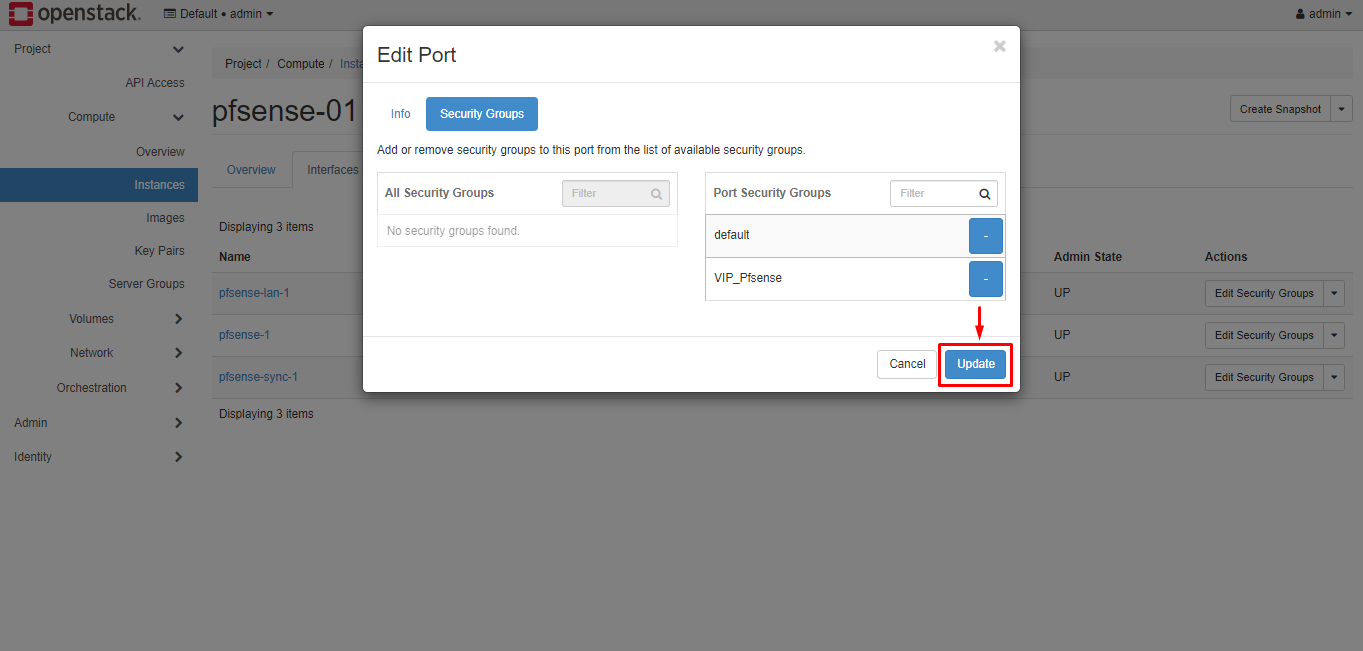 openstack. Default • admin admin
Project
API Access
Compute
Overview
Instances
Images
Key Pairs
Server Groups
Volumes
Network
Orchestration
Admin
Identity
Project / Compute / Insta
pfsense-01
Create Snapshot
Overview Interfaces
Displaying 3 items
Name Admin State Actions
pfsense-lan-1 UP Edit Security Groups
pfsense-1 UP Edit Security Groups
pfsense-sync-1 UP Edit Security Groups
Displaying 3 items
Edit Port ×
Info Security Groups
Add or remove security groups to this port from the list of available security groups.
All Security Groups Filter
No security groups found.
Port Security Groups Filter
default -
VIP_Pfsense -
Cancel Update